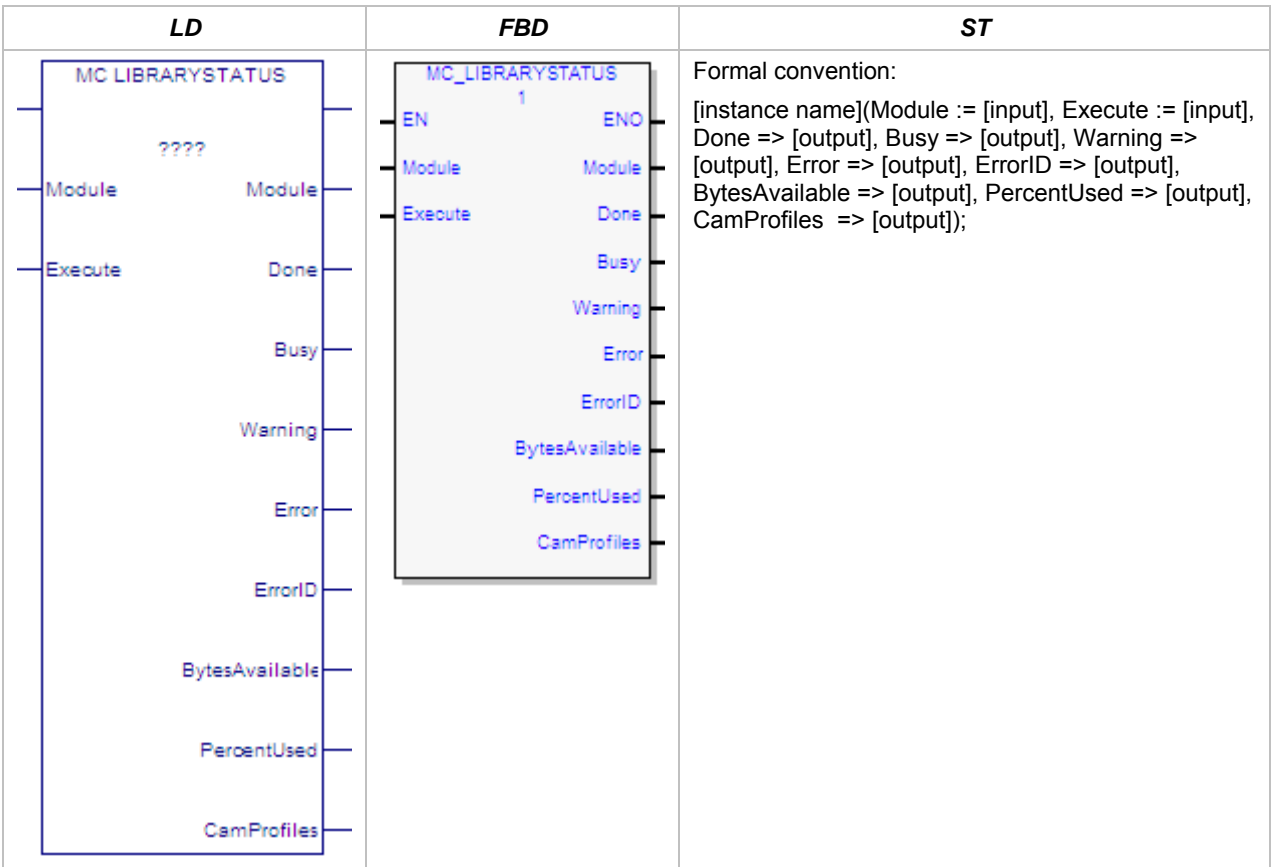 LD
FBD
ST
MC LIBRARYSTATUS
????
Module Module
Execute Done
Busy
Warning
Error
ErrorID
BytesAvailable
PercentUsed
CamProfiles
MC_LIBRARYSTATUS
1
EN ENO
Module Module
Execute Done
Busy
Warning
Error
ErrorID
BytesAvailable
PercentUsed
CamProfiles
Formal convention:
[instance name](Module := [input], Execute := [input],
Done => [output], Busy => [output], Warning =>
[output], Error => [output], ErrorID => [output],
BytesAvailable => [output], PercentUsed => [output],
CamProfiles => [output]);